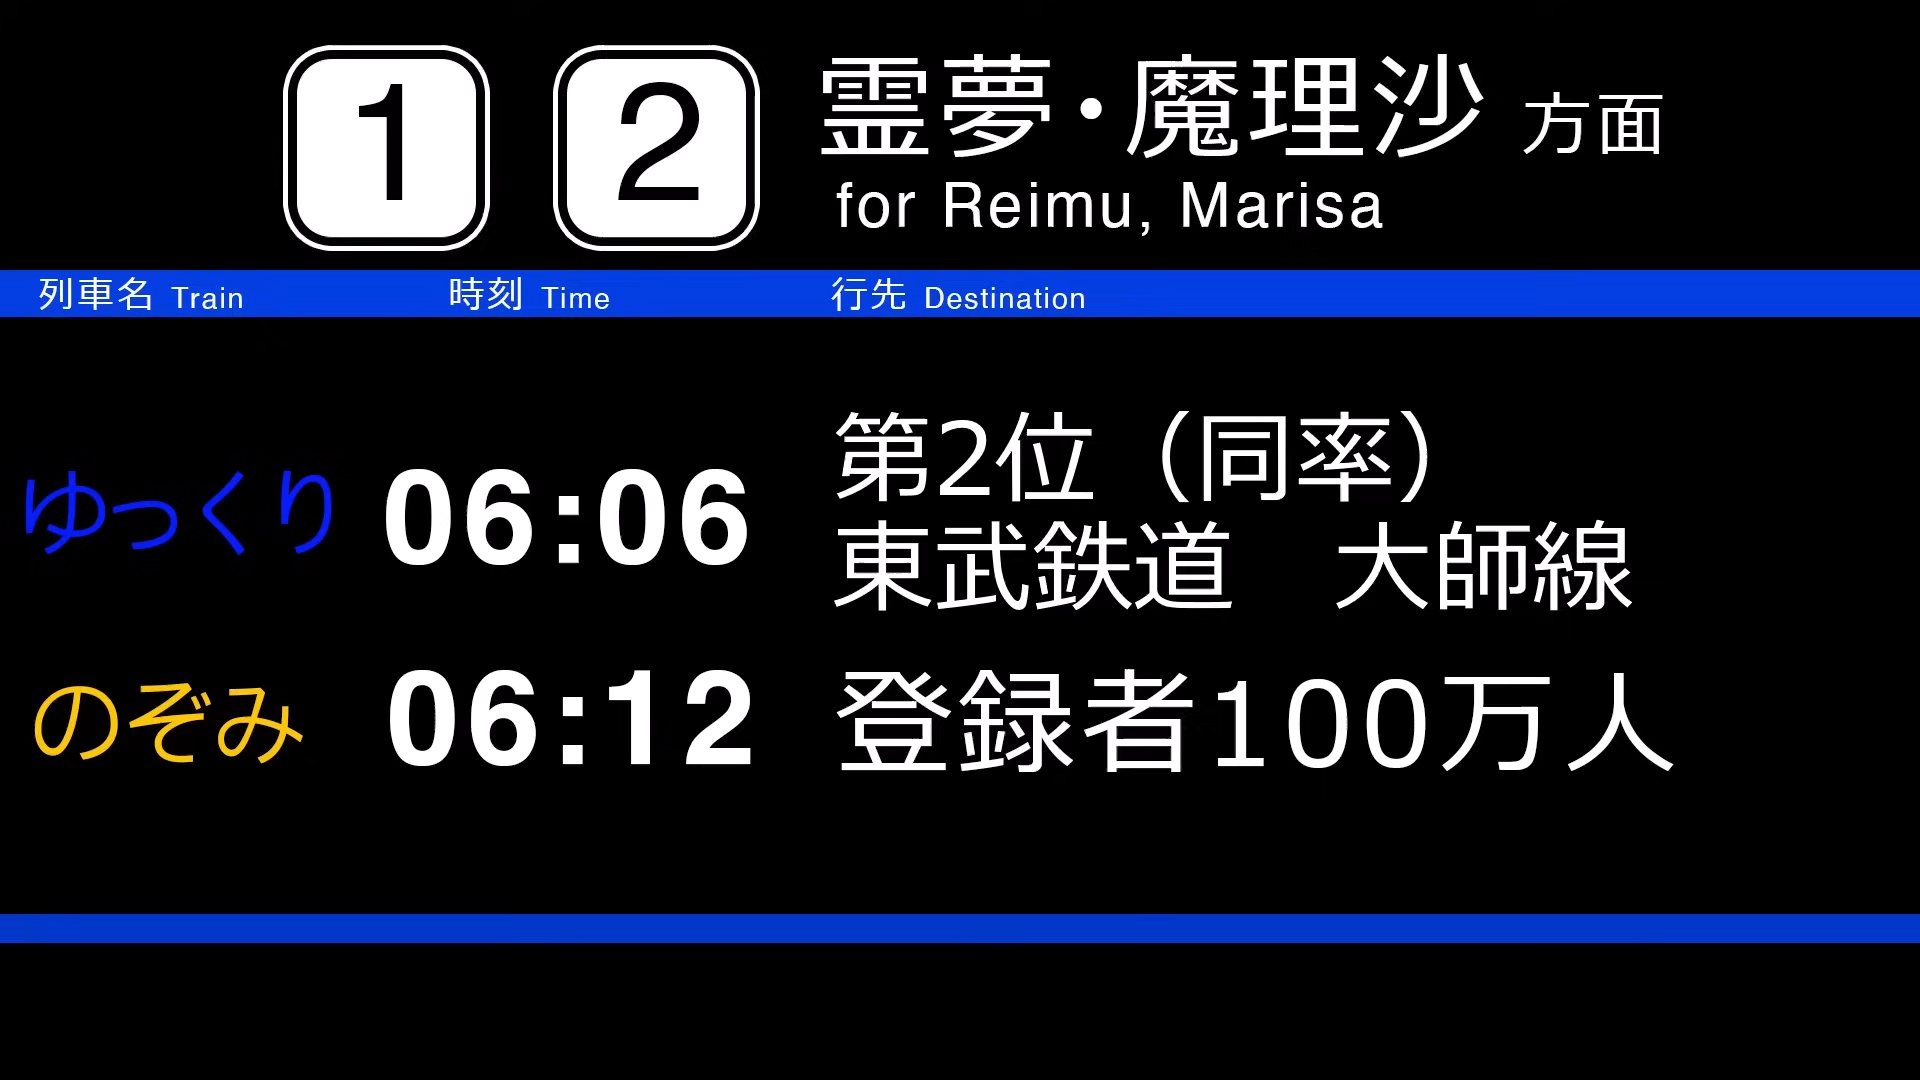 1 2 霊夢・魔理沙 方面
for Reimu, Marisa
列車名 Train 時刻 Time 行先 Destination
ゆっくり 06:06 第2位（同率）
東武鉄道　大師線
のぞみ 06:12 登録者100万人